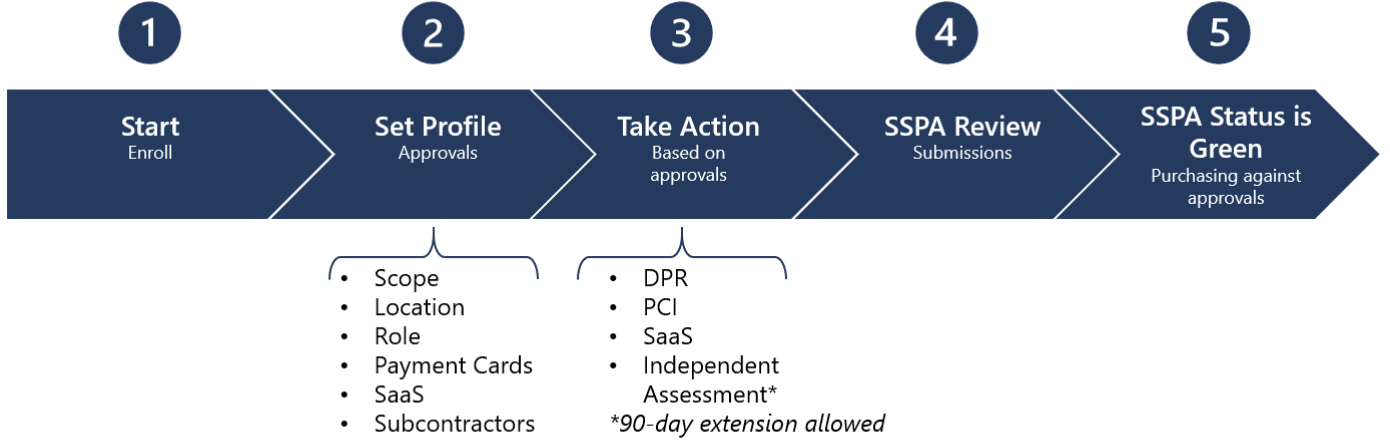 1
Start
Enroll
2
Set Profile
Approvals
• Scope
• Location
• Role
• Payment Cards
• SaaS
• Subcontractors
3
Take Action
Based on
approvals
• DPR
• PCI
• SaaS
• Independent
Assessment*
*90-day extension allowed
4
SSPA Review
Submissions
5
SSPA Status is
Green
Purchasing against
approvals